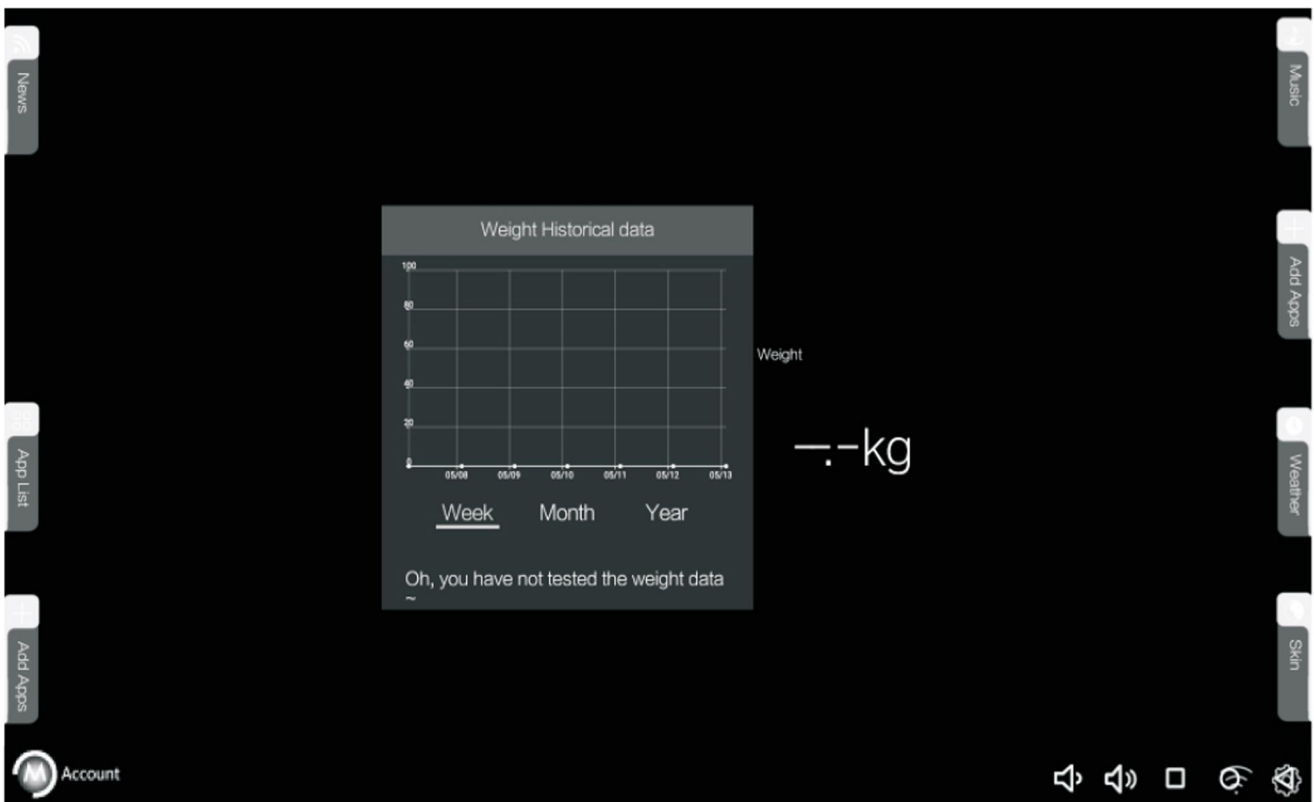 News
Music
Weight Historical data
100
80
60
40
20
0
05/08 05/09 05/10 05/11 05/12 05/13
Week Month Year
Oh, you have not tested the weight data
~
Weight
--.-kg
Add Apps
App List
Weather
Add Apps
Skin
M Account